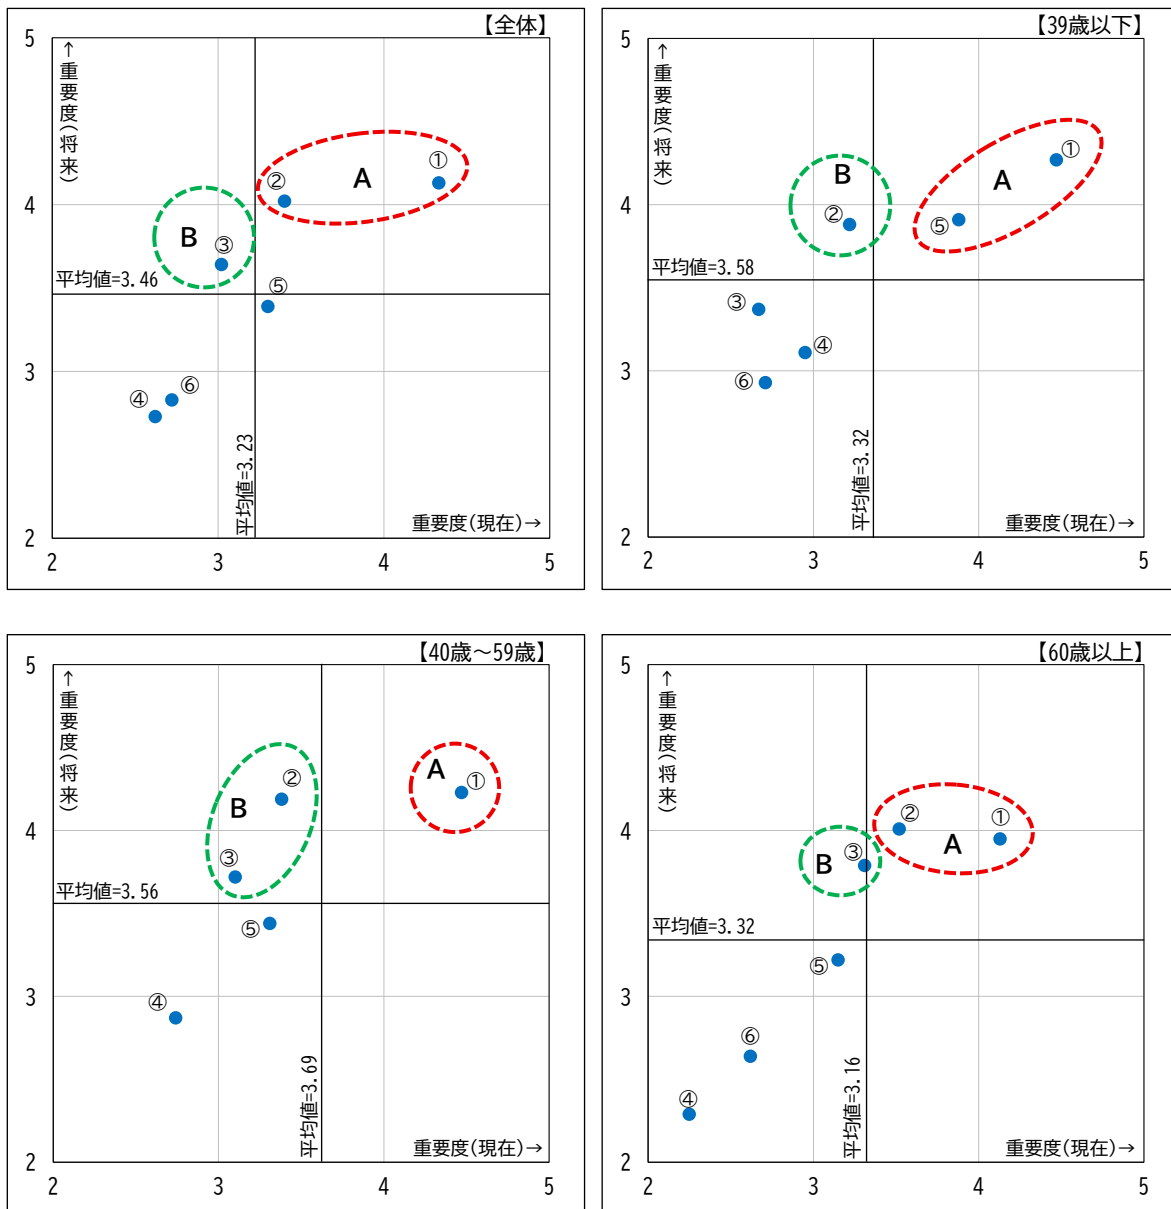 【全体】
5
↑重要度(将来)
①
②
A
4
B
③
平均値=3.46
⑤
3
⑥
④
平均値=3.23
重要度(現在)→
2
2
3
4
5
【39歳以下】
5
↑重要度(将来)
①
B
A
4
②
⑤
平均値=3.58
③
④
3
⑥
平均値=3.32
重要度(現在)→
2
2
3
4
5
【40歳～59歳】
5
↑重要度(将来)
A
①
②
B
4
③
平均値=3.56
⑤
3
④
平均値=3.69
重要度(現在)→
2
2
3
4
5
【60歳以上】
5
↑重要度(将来)
②
①
4
A
③
B
平均値=3.32
⑤
3
⑥
④
平均値=3.16
重要度(現在)→
2
2
3
4
5